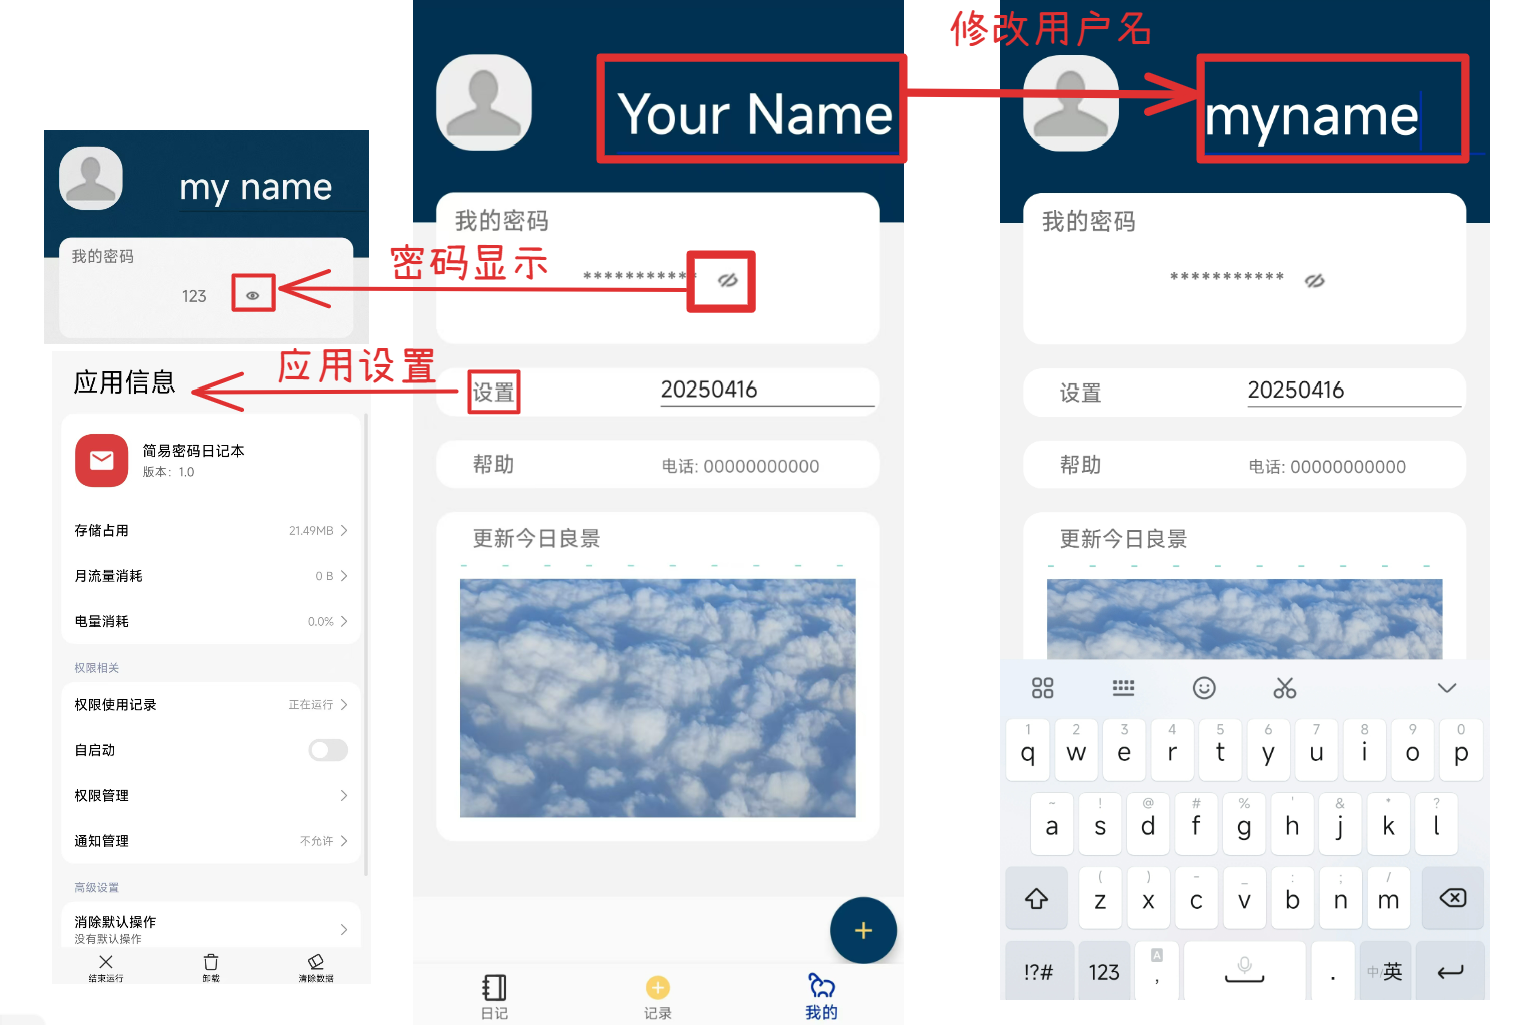 修改用户名
Your Name
myname
my name
我的密码
***********
我的密码
***********
我的密码
123
密码显示
应用设置
应用信息
简易密码日记本
版本：1.0
存储占用
21.49MB
月流量消耗
0 B
电量消耗
0.0%
权限相关
权限使用记录
正在运行
自启动
权限管理
通知管理
不允许
高级设置
消除默认操作
没有默认操作
结束运行
卸载
清除数据
设置
20250416
帮助
电话: 00000000000
更新今日良景
日记
记录
我的
设置
20250416
帮助
电话: 00000000000
更新今日良景
1 2 3 4 5 6 7 8 9 0
q w e r t y u i o p
~ ! @ # % ' & * ?
a s d f g h j k l
( ) - _ : ; /
z x c v b n m
A
!?# 123 , . 中/英